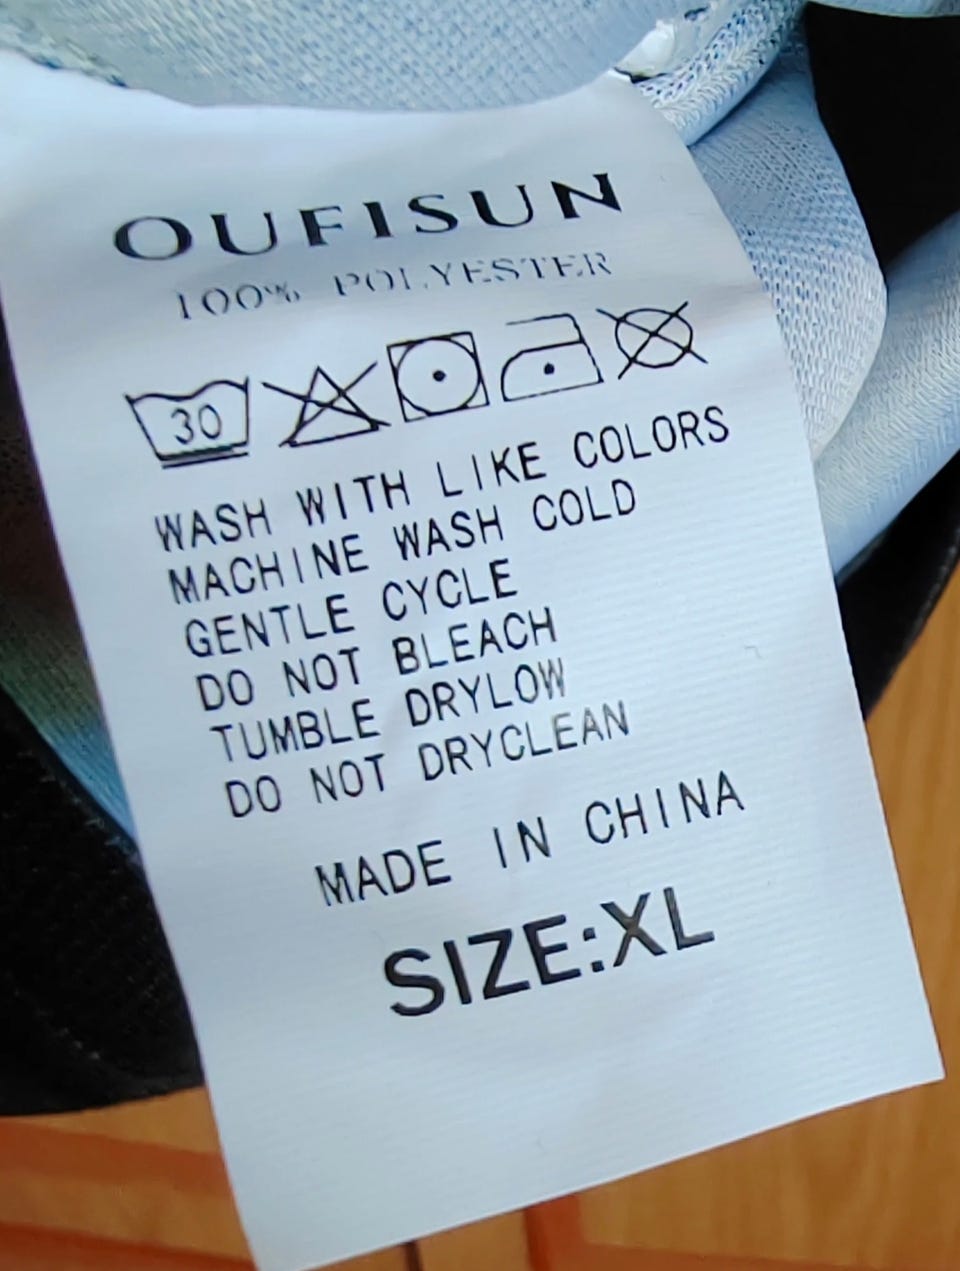 OUFISUN
100% POLYESTER
30
WASH WITH LIKE COLORS
MACHINE WASH COLD
GENTLE CYCLE
DO NOT BLEACH
TUMBLE DRYLOW
DO NOT DRYCLEAN
MADE IN CHINA
SIZE:XL